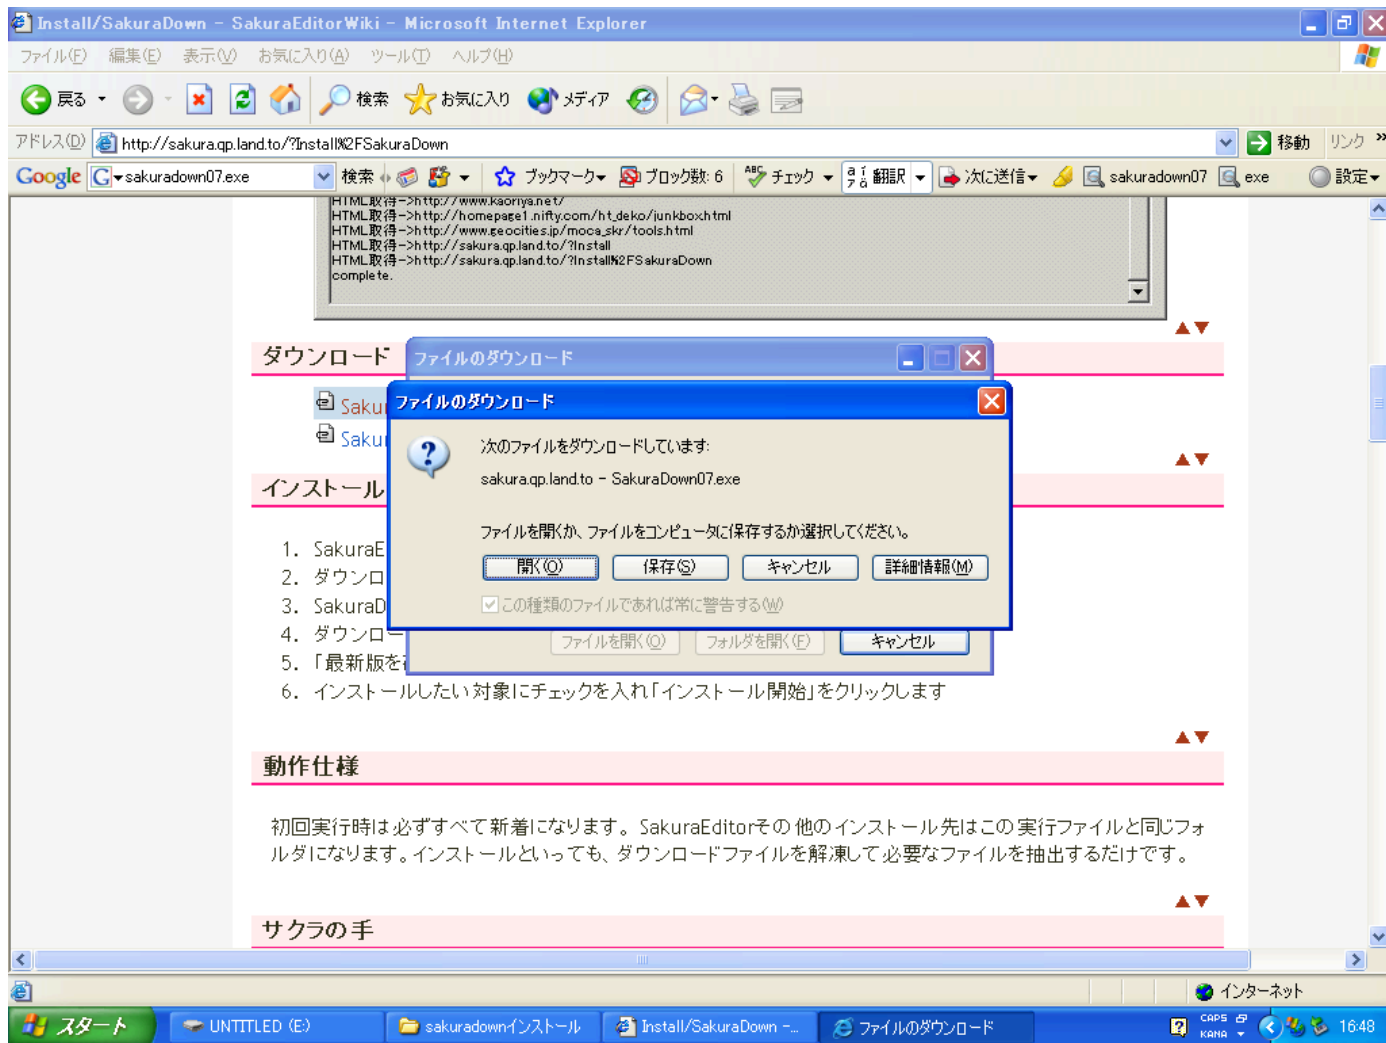 Install/SakuraDown - SakuraEditorWiki - Microsoft Internet Explorer
ファイル(F) 編集(E) 表示(V) お気に入り(A) ツール(T) ヘルプ(H)
戻る 検索 お気に入り メディア
アドレス(D) http://sakura.qp.land.to/?Install%2FSakuraDown 移動 リンク »
Google G sakuradown07.exe 検索 ブックマーク ブロック数: 6 ABC チェック 翻訳 次に送信 sakuradown07 exe 設定
HTML取得->http://www.kaoriya.net/
HTML取得->http://homepage1.nifty.com/ht_deko/junkbox.html
HTML取得->http://www.geocities.jp/moca_skr/tools.html
HTML取得->http://sakura.qp.land.to/?Install
HTML取得->http://sakura.qp.land.to/?Install%2FSakuraDown
complete.
▲▼
ダウンロード
ファイルのダウンロード
Saku
Saku
ファイルのダウンロード
次のファイルをダウンロードしています:
sakura.qp.land.to - SakuraDown07.exe
ファイルを開くか、ファイルをコンピュータに保存するか選択してください。
開く(O) 保存(S) キャンセル 詳細情報(M)
この種類のファイルであれば常に警告する(W)
ファイルを開く(O) フォルダを開く(F) キャンセル
▲▼
インストール
1. SakuraE
2. ダウンロ
3. SakuraD
4. ダウンロー
5. 「最新版を
6. インストールしたい対象にチェックを入れ「インストール開始」をクリックします
▲▼
動作仕様
初回実行時は必ずすべて新着になります。SakuraEditorその他のインストール先はこの実行ファイルと同じフォ
ルダになります。インストールといっても、ダウンロードファイルを解凍して必要なファイルを抽出するだけです。
▲▼
サクラの手
インターネット
スタート UNTITLED (E:) sakuradownインストール Install/SakuraDown -... ファイルのダウンロード CAPS KANA 16:48